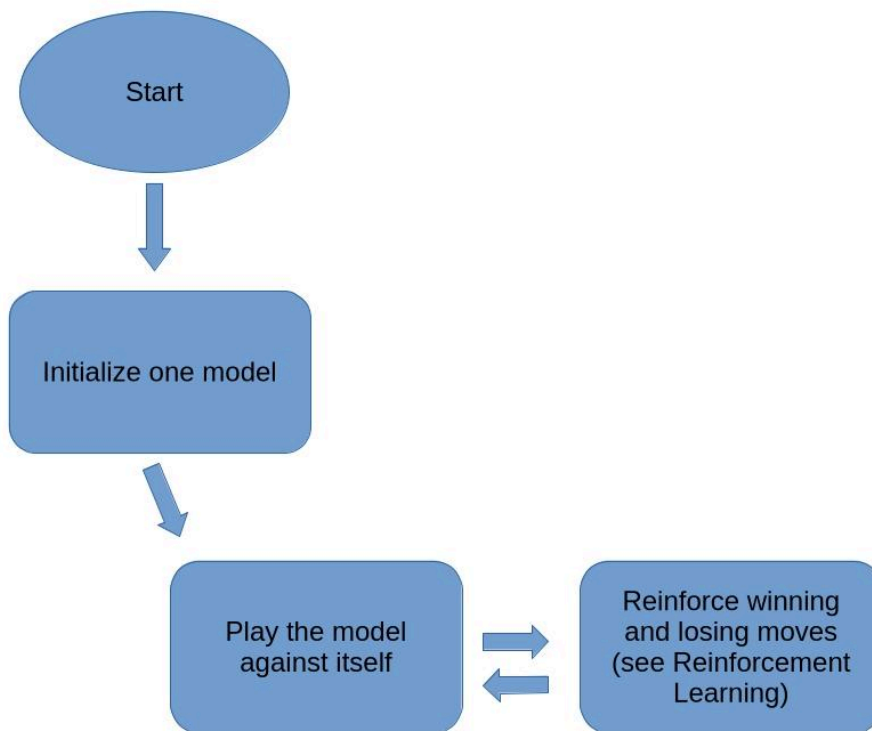 Start
Initialize one model
Play the model
against itself
Reinforce winning
and losing moves
(see Reinforcement
Learning)